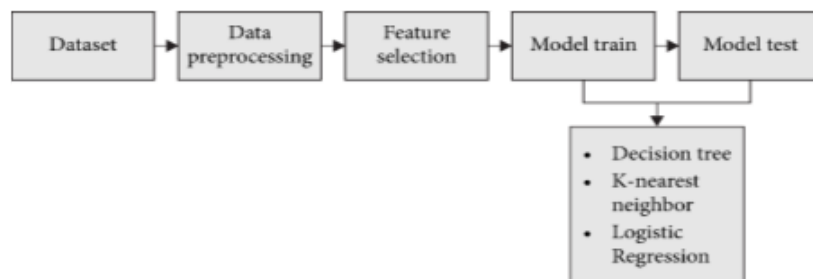 Dataset
Data
preprocessing
Feature
selection
Model train
Model test
• Decision tree
• K-nearest
neighbor
• Logistic
Regression